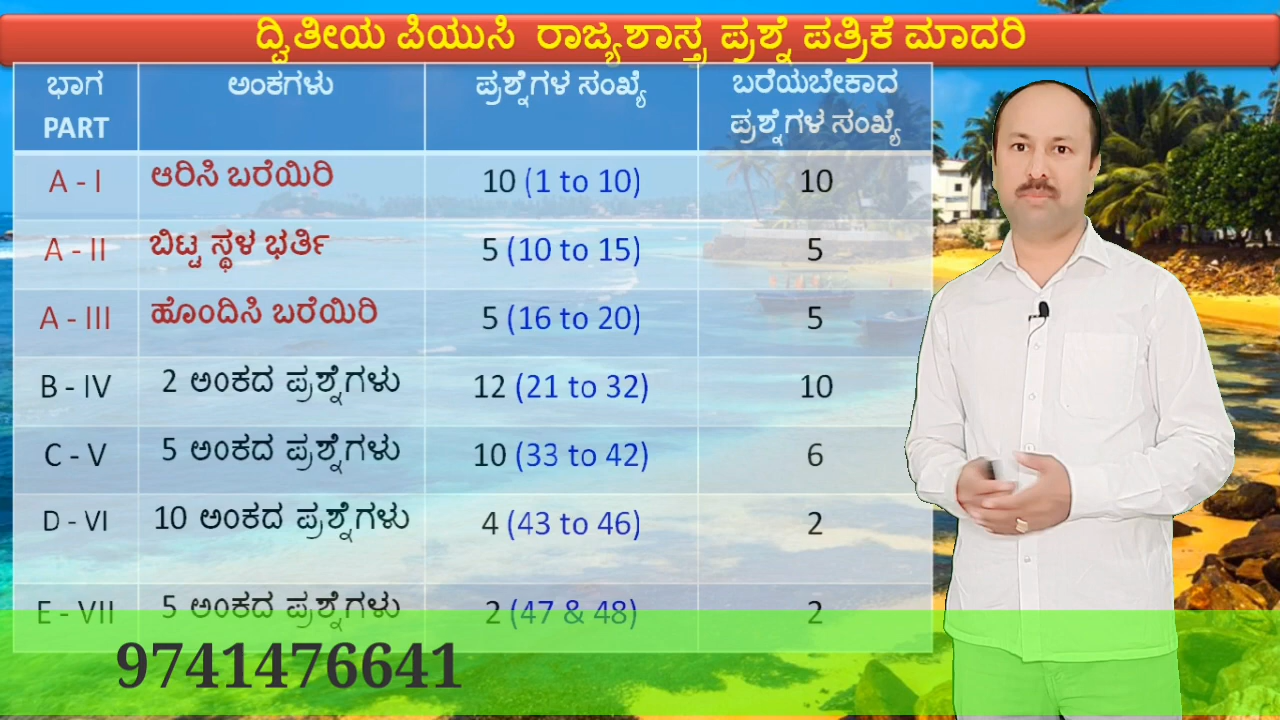 ದ್ವಿತೀಯ ಪಿಯುಸಿ ರಾಜ್ಯಶಾಸ್ತ್ರ ಪ್ರಶ್ನೆ ಪತ್ರಿಕೆ ಮಾದರಿ
ಭಾಗ PART ಅಂಕಗಳು ಪ್ರಶ್ನೆಗಳ ಸಂಖ್ಯೆ ಬರೆಯಬೇಕಾದ ಪ್ರಶ್ನೆಗಳ ಸಂಖ್ಯೆ
A - I ಆರಿಸಿ ಬರೆಯಿರಿ 10 (1 to 10) 10
A - II ಬಿಟ್ಟ ಸ್ಥಳ ಭರ್ತಿ 5 (10 to 15) 5
A - III ಹೊಂದಿಸಿ ಬರೆಯಿರಿ 5 (16 to 20) 5
B - IV 2 ಅಂಕದ ಪ್ರಶ್ನೆಗಳು 12 (21 to 32) 10
C - V 5 ಅಂಕದ ಪ್ರಶ್ನೆಗಳು 10 (33 to 42) 6
D - VI 10 ಅಂಕದ ಪ್ರಶ್ನೆಗಳು 4 (43 to 46) 2
E - VII 5 ಅಂಕದ ಪ್ರಶ್ನೆಗಳು 2 (47 & 48) 2
9741476641